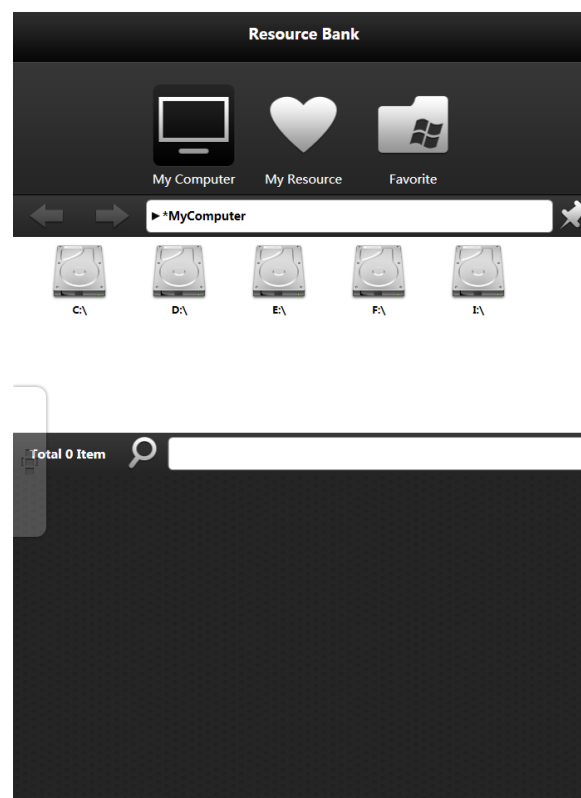 Resource Bank
My Computer My Resource Favorite
▶*MyComputer
C:\ D:\ E:\ F:\ I:\
Total 0 Item